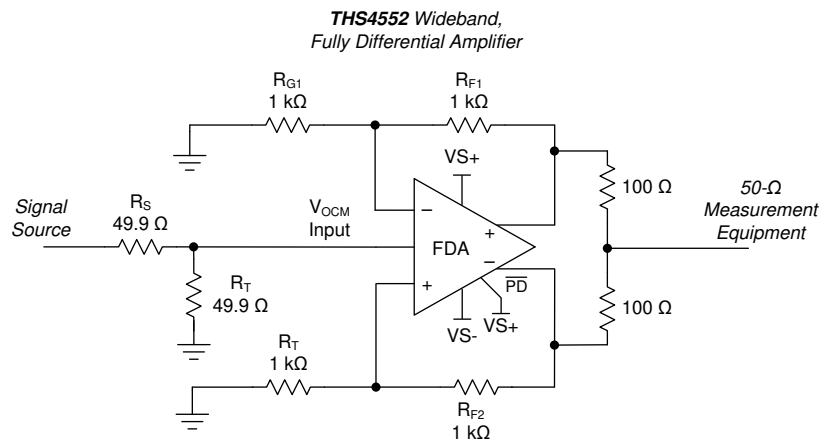 THS4552 Wideband,
Fully Differential Amplifier
RG1
1 kΩ
RF1
1 kΩ
VS+
Signal
Source
RS
49.9 Ω
VOCM
Input
−
+
FDA
−
+
PD
100 Ω
50-Ω
Measurement
Equipment
RT
49.9 Ω
VS-
VS+
100 Ω
RT
1 kΩ
RF2
1 kΩ